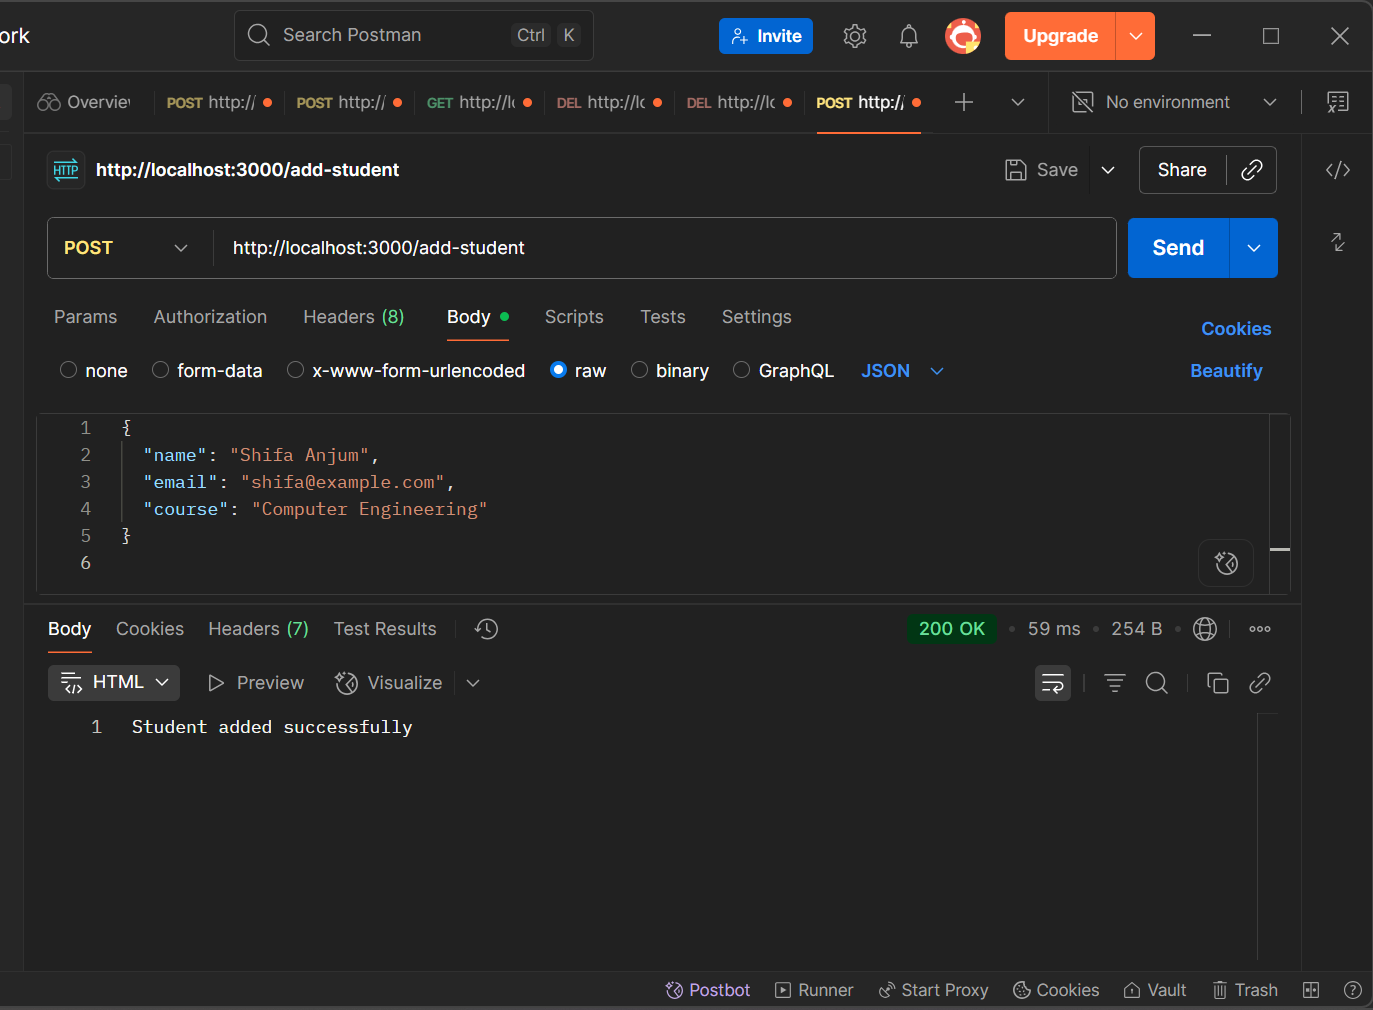 ork
Search Postman Ctrl K Invite Upgrade
Overview POST http:/ POST http:/ GET http://l DEL http://lo DEL http://lo POST http:/ No environment
HTTP http://localhost:3000/add-student Save Share
POST http://localhost:3000/add-student Send
Params Authorization Headers (8) Body Scripts Tests Settings Cookies
none form-data x-www-form-urlencoded raw binary GraphQL JSON Beautify
1 {
2 "name": "Shifa Anjum",
3 "email": "shifa@example.com",
4 "course": "Computer Engineering"
5 }
6
Body Cookies Headers (7) Test Results 200 OK • 59 ms • 254 B •
HTML Preview Visualize
1 Student added successfully
Postbot Runner Start Proxy Cookies Vault Trash